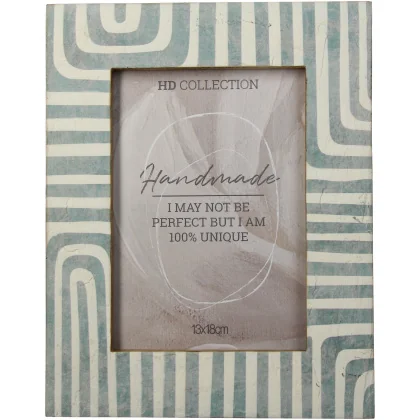 HD COLLECTION
Handmade
I MAY NOT BE
PERFECT BUT I AM
100% UNIQUE
13x18cm